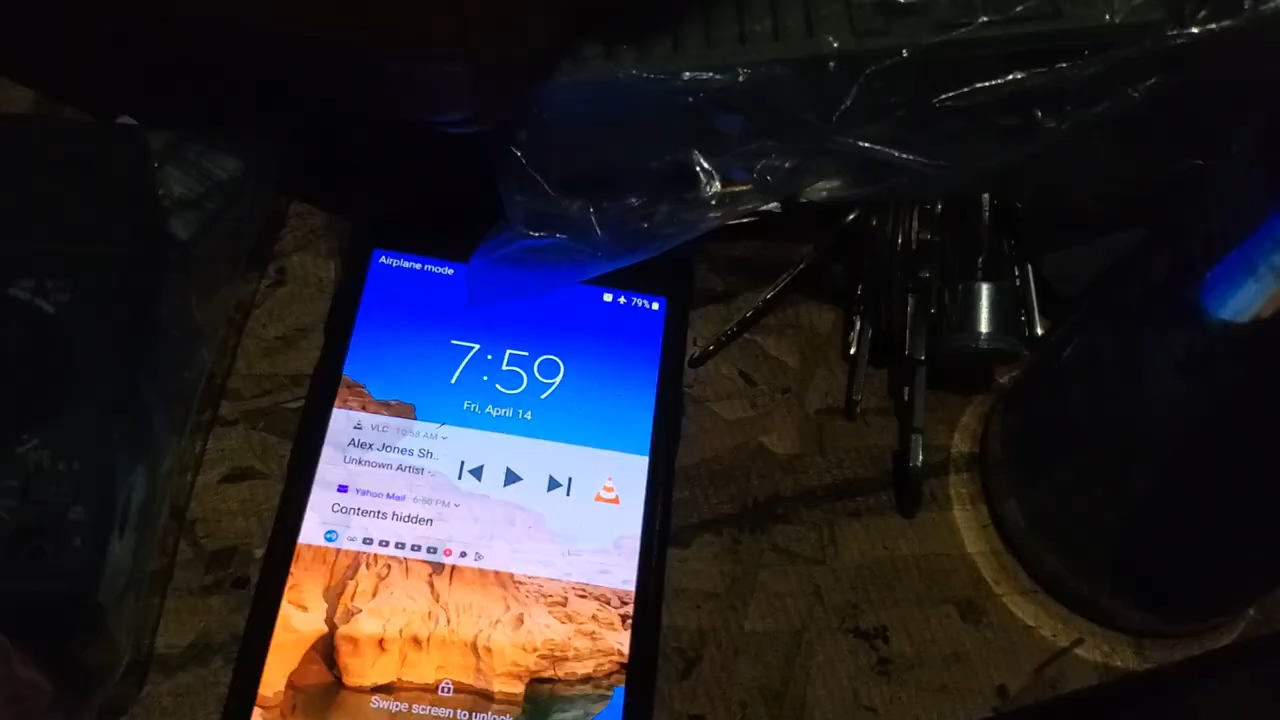 Airplane mode
79%
7:59
Fri, April 14
VLC 10:58 AM
Alex Jones Sh..
Unknown Artist -..
Yahoo Mail 6:50 PM
Contents hidden
+9
Swipe screen to unlock